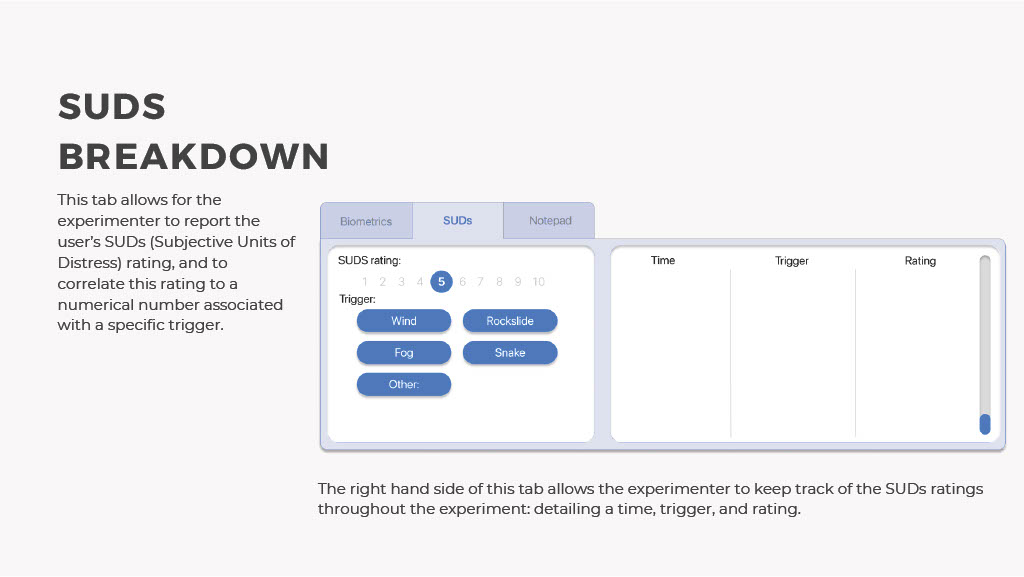 SUDS
BREAKDOWN
This tab allows for the
experimenter to report the
user's SUDs (Subjective Units of
Distress) rating, and to
correlate this rating to a
numerical number associated
with a specific trigger.
Biometrics SUDs Notepad
SUDS rating:
1 2 3 4 5 6 7 8 9 10
Trigger:
Wind Rockslide
Fog Snake
Other:
Time Trigger Rating
The right hand side of this tab allows the experimenter to keep track of the SUDs ratings
throughout the experiment: detailing a time, trigger, and rating.